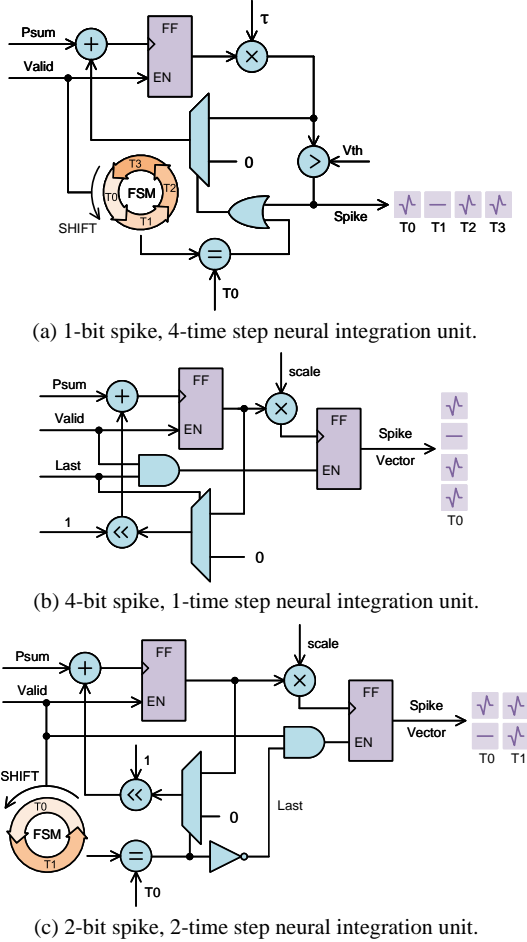 τ
Psum
FF
Valid
EN
+
×
Vth
>
0
T3
T0 FSM T2
T1
SHIFT
Spike
T0 T1 T2 T3
=
T0
(a) 1-bit spike, 4-time step neural integration unit.
scale
Psum
FF
+
×
Valid
EN
FF
Spike
Vector
Last
EN
1
<<
0
T0
(b) 4-bit spike, 1-time step neural integration unit.
scale
Psum
FF
+
×
Valid
EN
FF
Spike
Vector
EN
SHIFT
1
<<
0
Last
T0 T1
T0
FSM
T1
=
T0
(c) 2-bit spike, 2-time step neural integration unit.